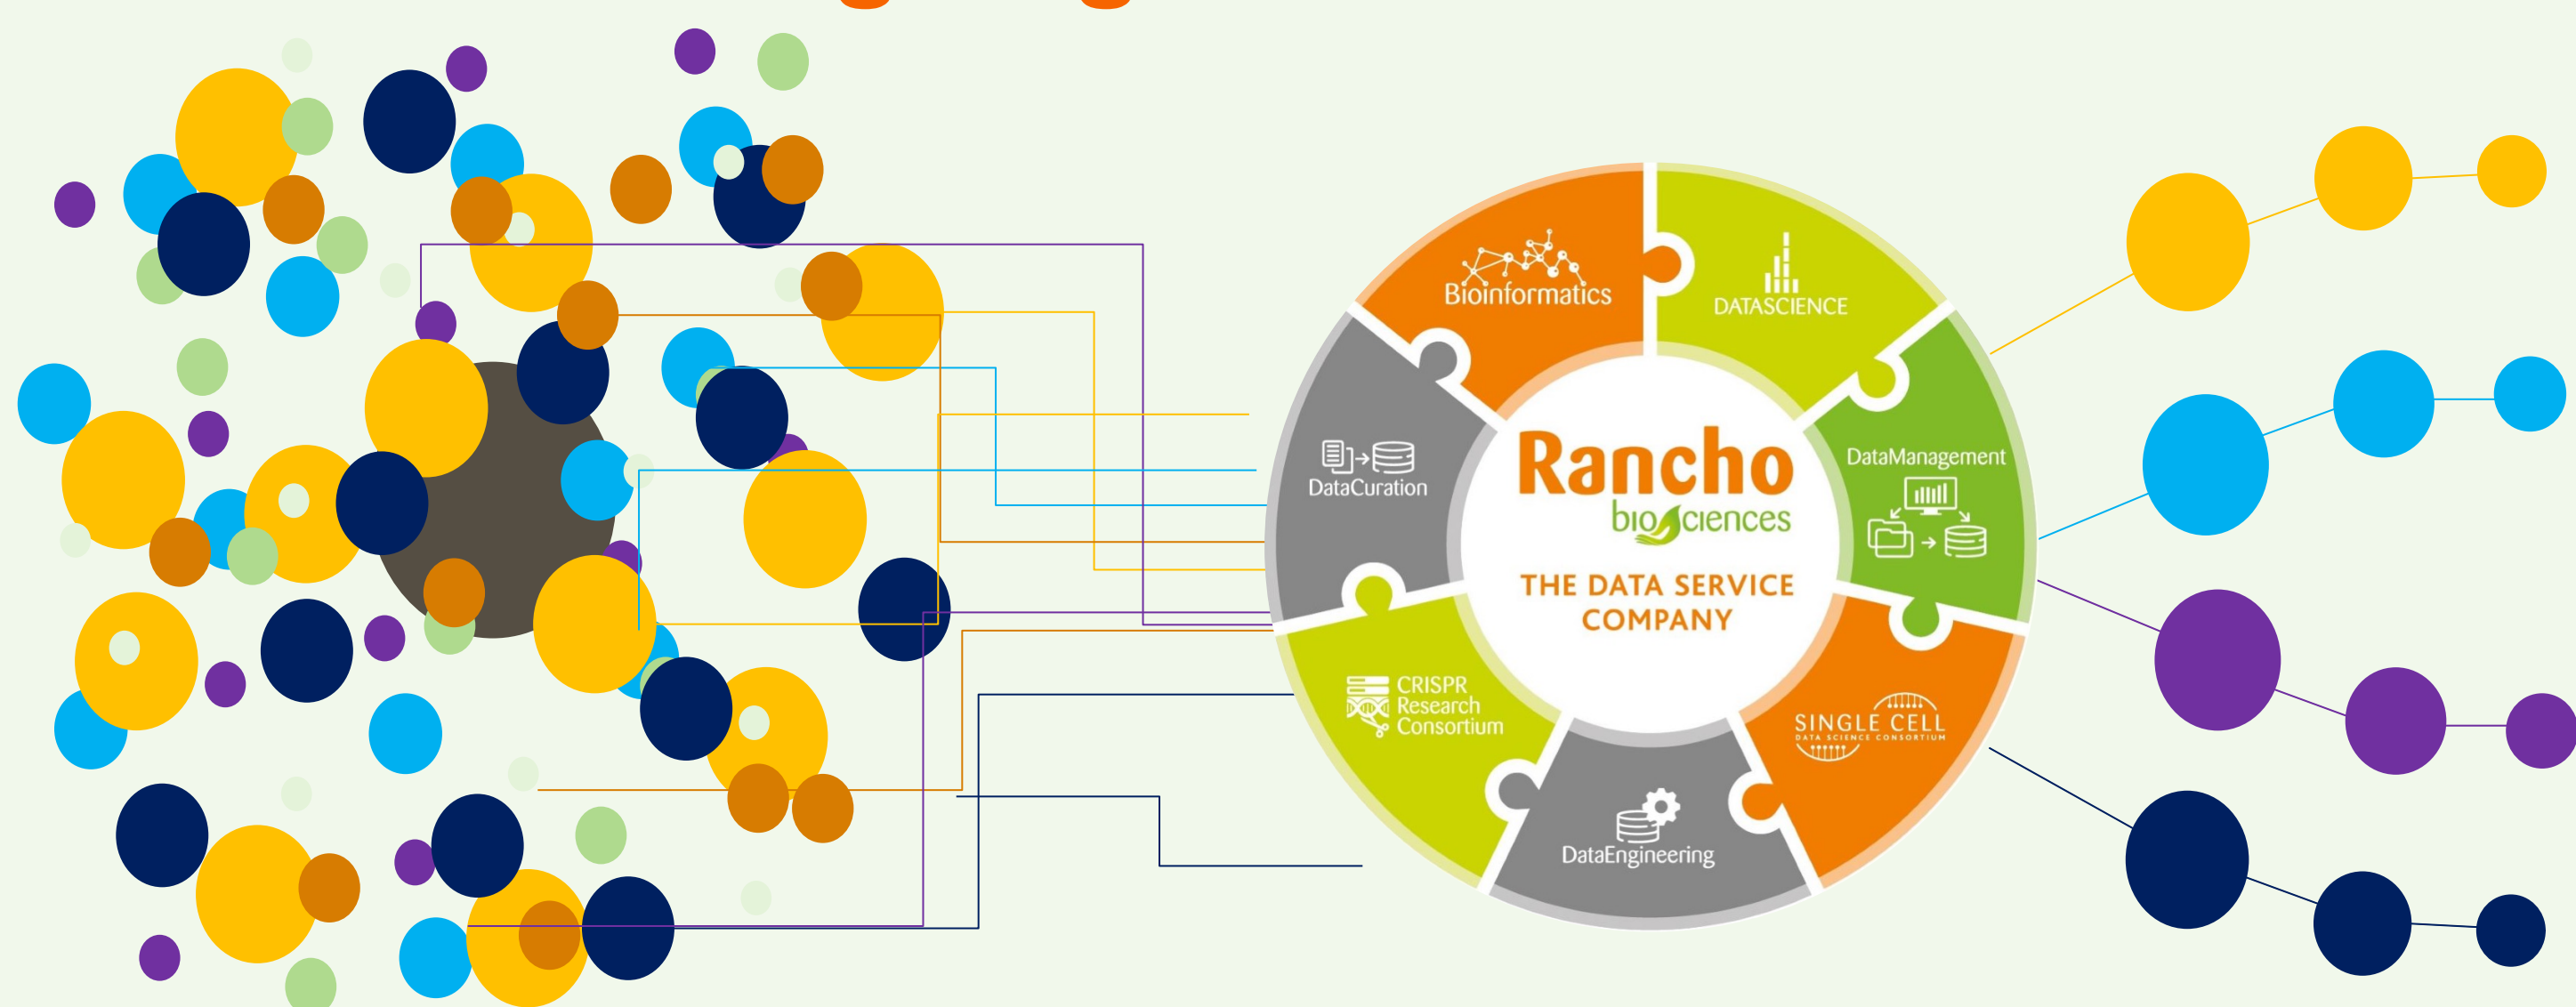 Bioinformatics
DATASCIENCE
DataCuration
DataManagement
Rancho
biosciences
THE DATA SERVICE
COMPANY
CRISPR
Research
Consortium
SINGLE CELL
DATA SCIENCE CONSORTIUM
DataEngineering